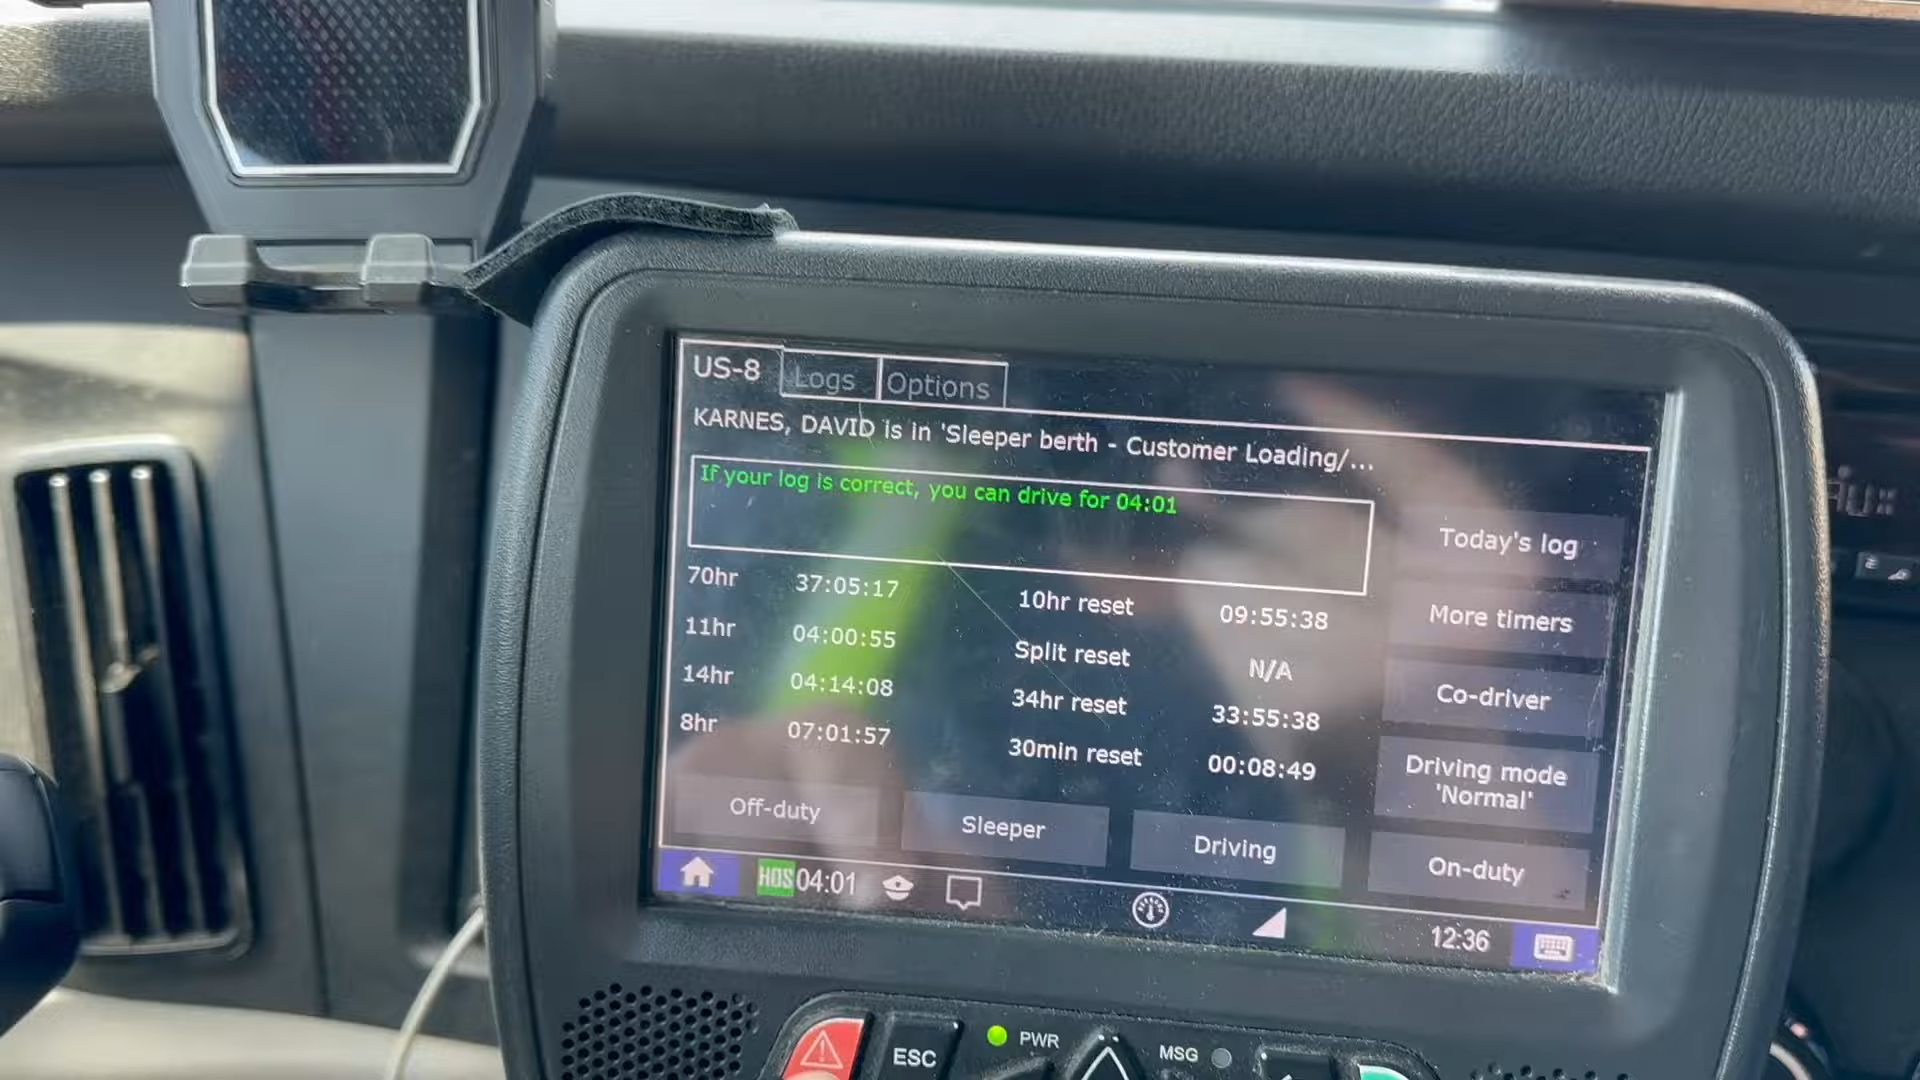 US-8 Logs Options
KARNES, DAVID is in 'Sleeper berth - Customer Loading/...
If your log is correct, you can drive for 04:01
70hr 37:05:17 10hr reset 09:55:38
11hr 04:00:55 Split reset N/A
14hr 04:14:08 34hr reset 33:55:38
8hr 07:01:57 30min reset 00:08:49
Today's log
More timers
Co-driver
Driving mode
'Normal'
Off-duty Sleeper Driving On-duty
HOS 04:01 12:36
ESC PWR MSG